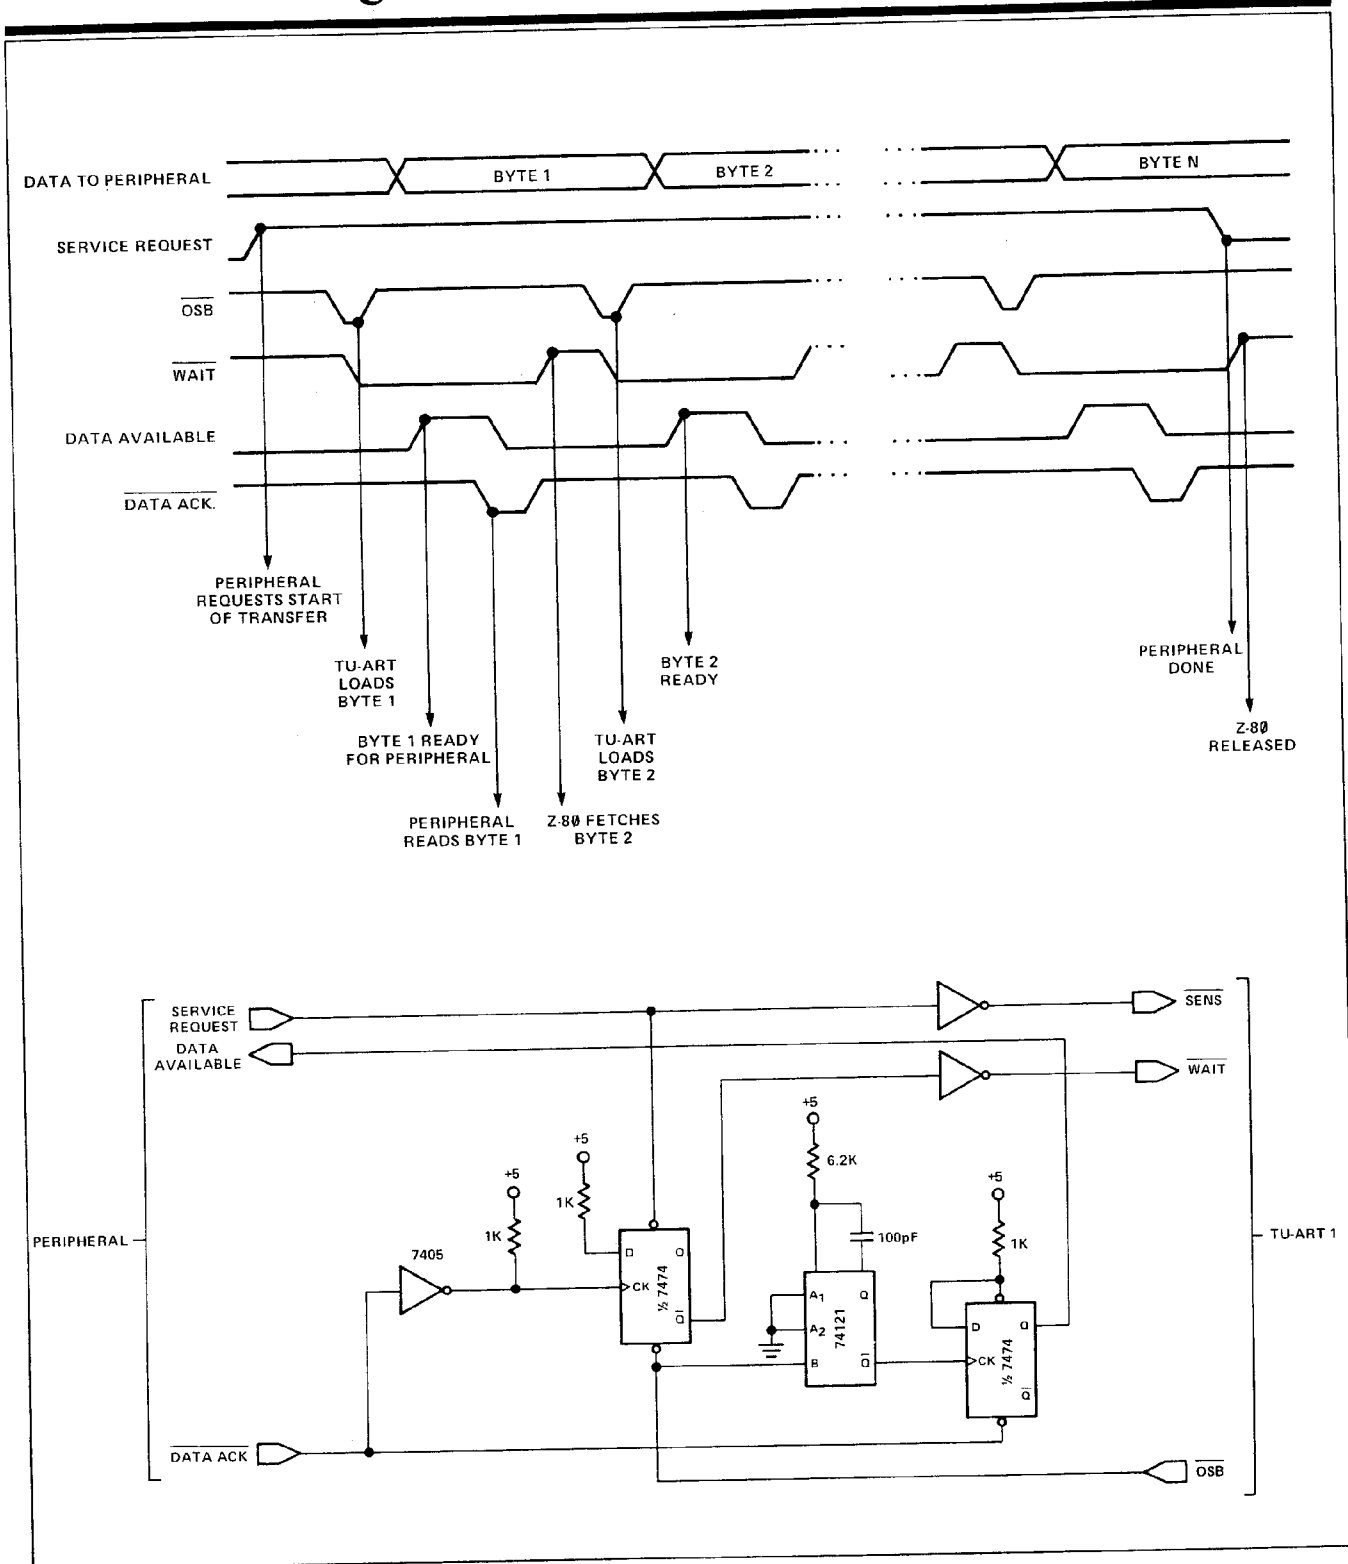 DATA TO PERIPHERAL
BYTE 1
BYTE 2
BYTE N
SERVICE REQUEST
OSB
WAIT
DATA AVAILABLE
DATA ACK.
PERIPHERAL
REQUESTS START
OF TRANSFER
TU-ART
LOADS
BYTE 1
BYTE 1 READY
FOR PERIPHERAL
PERIPHERAL
READS BYTE 1
Z-80 FETCHES
BYTE 2
TU-ART
LOADS
BYTE 2
BYTE 2
READY
PERIPHERAL
DONE
Z-80
RELEASED
SERVICE
REQUEST
DATA
AVAILABLE
SENS
WAIT
+5
6.2K
100pF
+5
1K
+5
1K
+5
1K
PERIPHERAL
7405
D
Q
CK
½ 7474
Q
A1
A2
B
Q
Q
74121
D
Q
CK
½ 7474
Q
TU-ART 1
DATA ACK
OSB